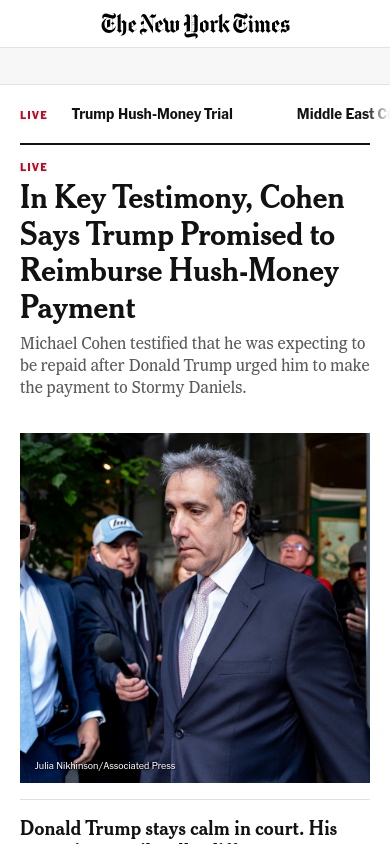 The New York Times
LIVE Trump Hush-Money Trial Middle East
LIVE
In Key Testimony, Cohen
Says Trump Promised to
Reimburse Hush-Money
Payment
Michael Cohen testified that he was expecting to
be repaid after Donald Trump urged him to make
the payment to Stormy Daniels.
Julia Nikhinson/Associated Press
Donald Trump stays calm in court. His